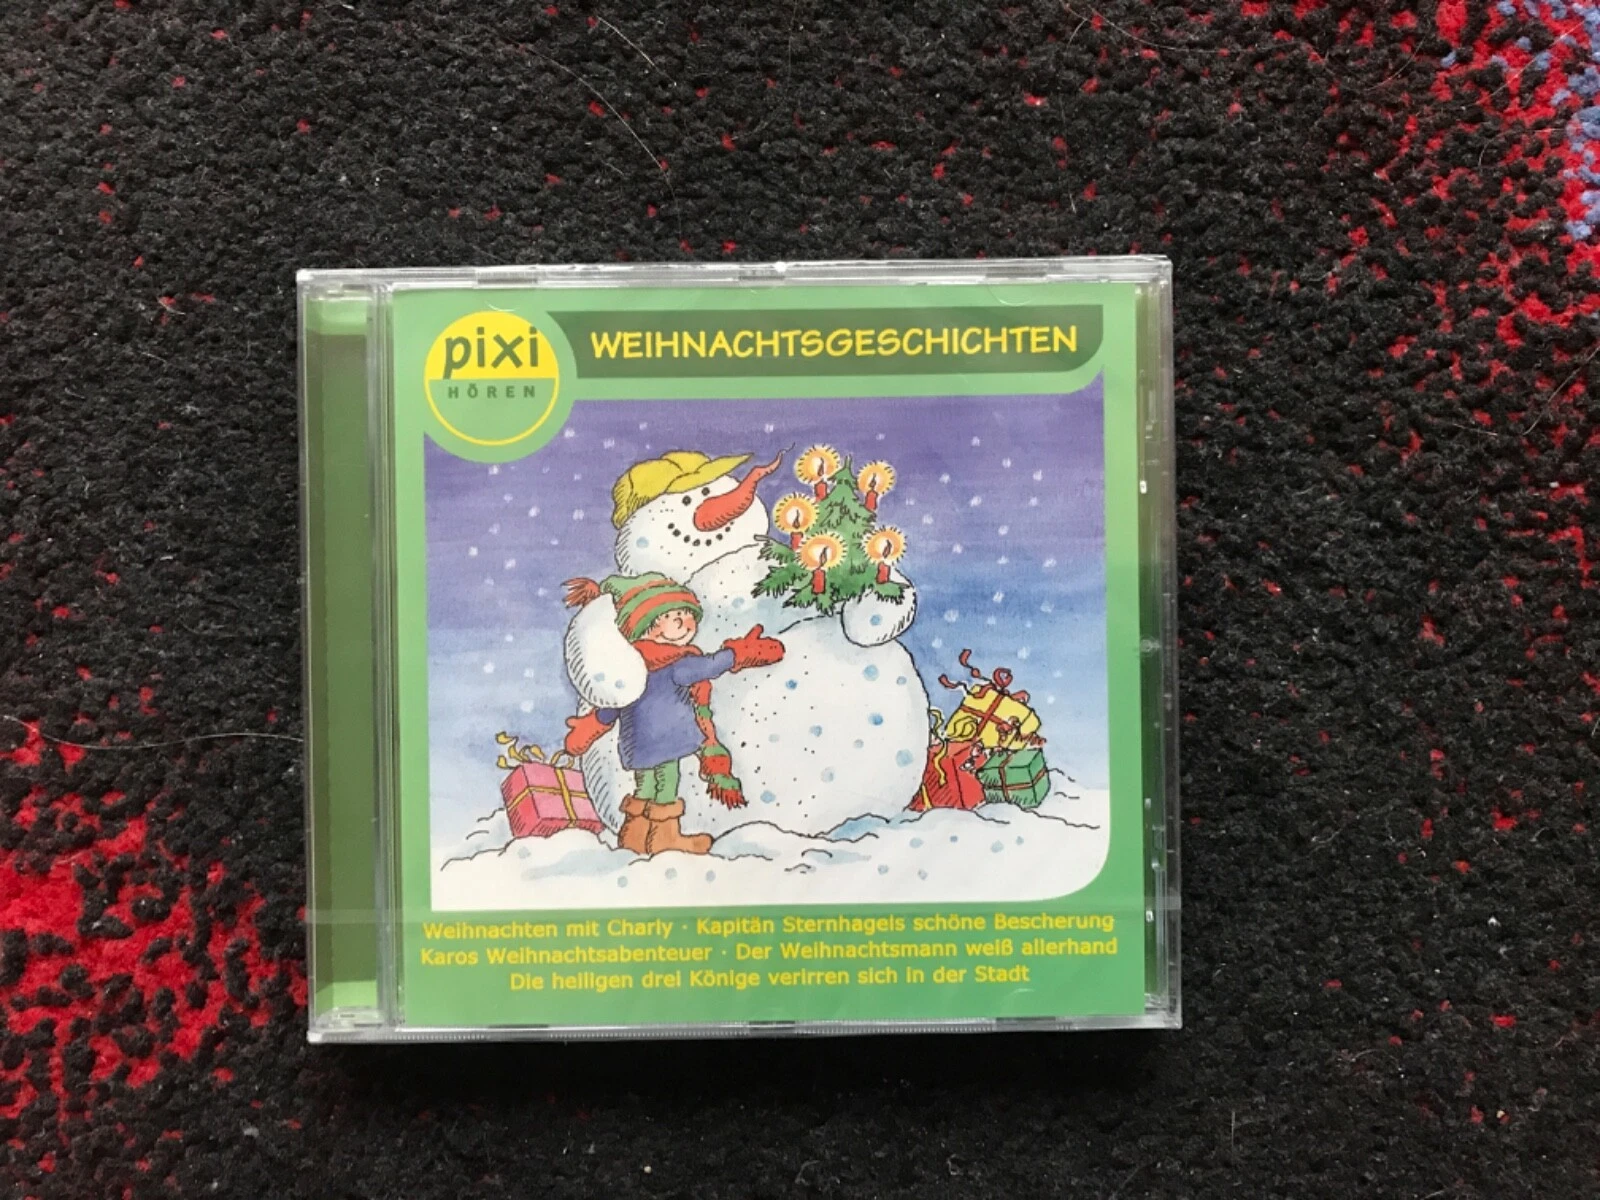 pixi
HÖREN
WEIHNACHTSGESCHICHTEN
Weihnachten mit Charly · Kapitän Sternhagels schöne Bescherung
Karos Weihnachtsabenteuer · Der Weihnachtsmann weiß allerhand
Die heiligen drei Könige verirren sich in der Stadt